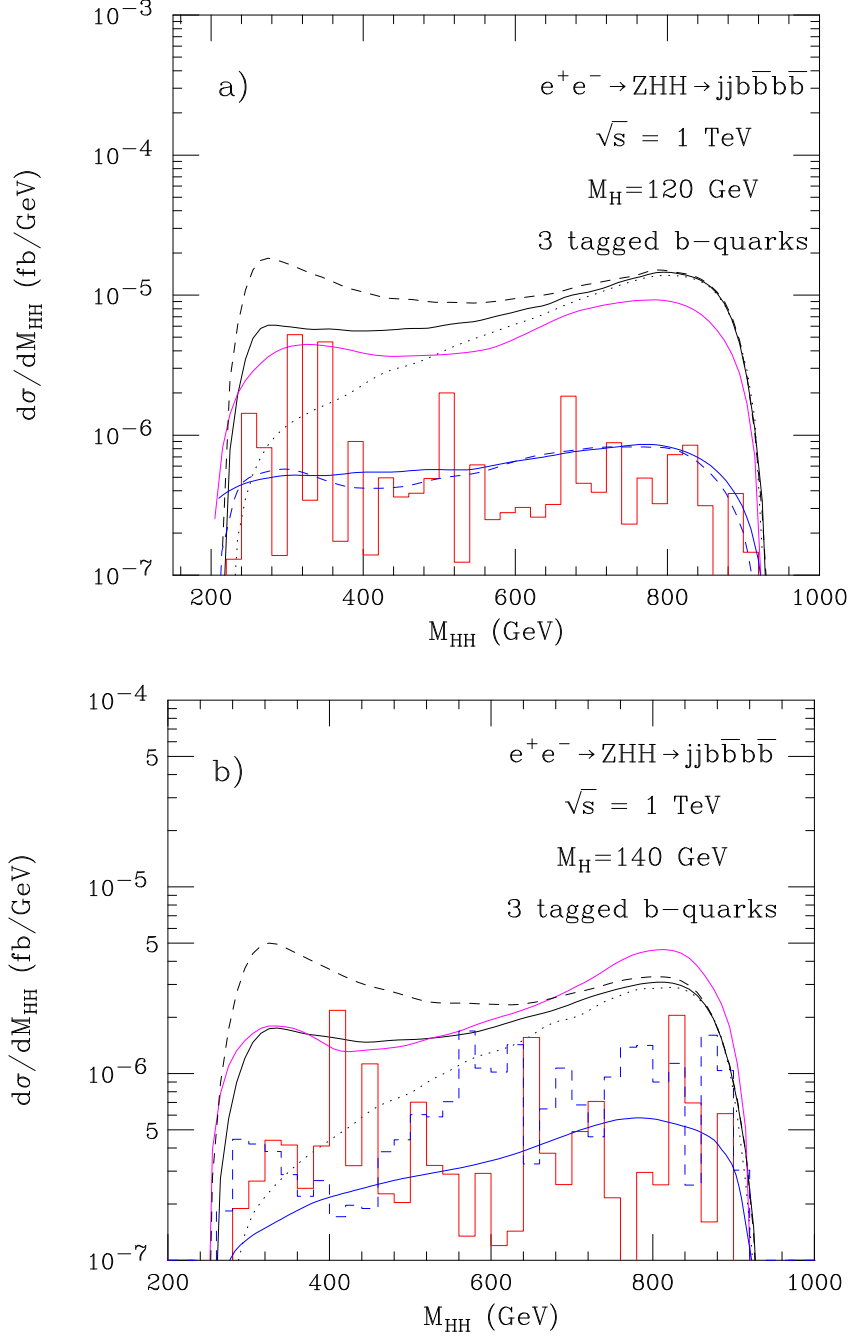 10⁻³
a)
e⁺e⁻→ZHH→jjbb̅bb̅
√s = 1 TeV
10⁻⁴
M_H=120 GeV
3 tagged b−quarks
dσ/dM_HH (fb/GeV)
10⁻⁵
10⁻⁶
10⁻⁷
200 400 600 800 1000
M_HH (GeV)
10⁻⁴
5
e⁺e⁻→ZHH→jjbb̅bb̅
b)
√s = 1 TeV
M_H=140 GeV
10⁻⁵
3 tagged b−quarks
5
dσ/dM_HH (fb/GeV)
10⁻⁶
5
10⁻⁷
200 400 600 800 1000
M_HH (GeV)